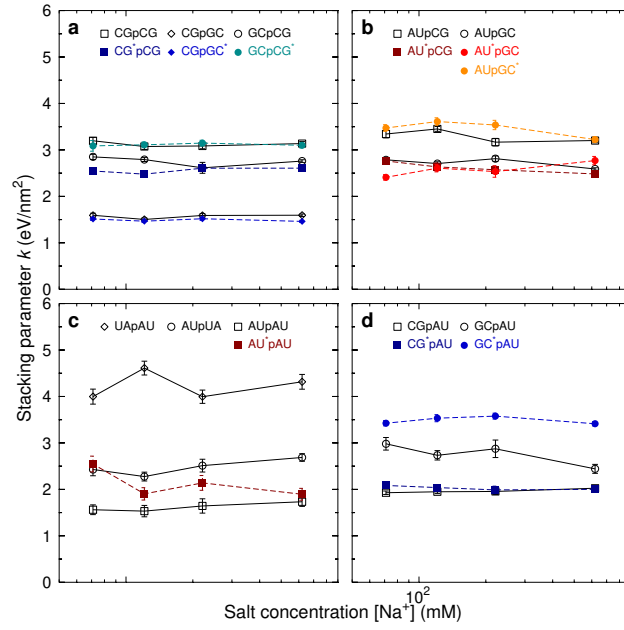 a
CGpCG CGpGC GCpCG
CG*pCG CGpGC* GCpCG*
b
AUpCG AUpGC
AU*pCG AU*pGC
AUpGC*
6
5
4
3
2
1
0
c
UApAU AUpUA AUpAU
AU*pAU
d
CGpAU GCpAU
CG*pAU GC*pAU
6
5
4
3
2
1
0
10²
Stacking parameter k (eV/nm²)
Salt concentration [Na⁺] (mM)